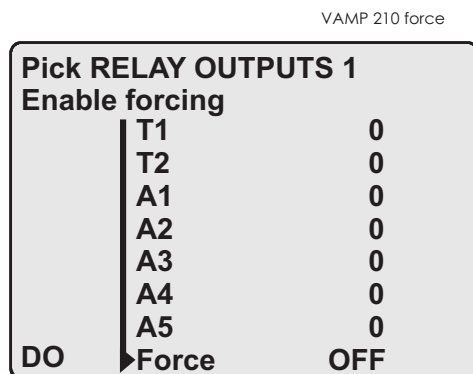 VAMP 210 force
Pick RELAY OUTPUTS 1
Enable forcing
T1 0
T2 0
A1 0
A2 0
A3 0
A4 0
A5 0
DO Force OFF